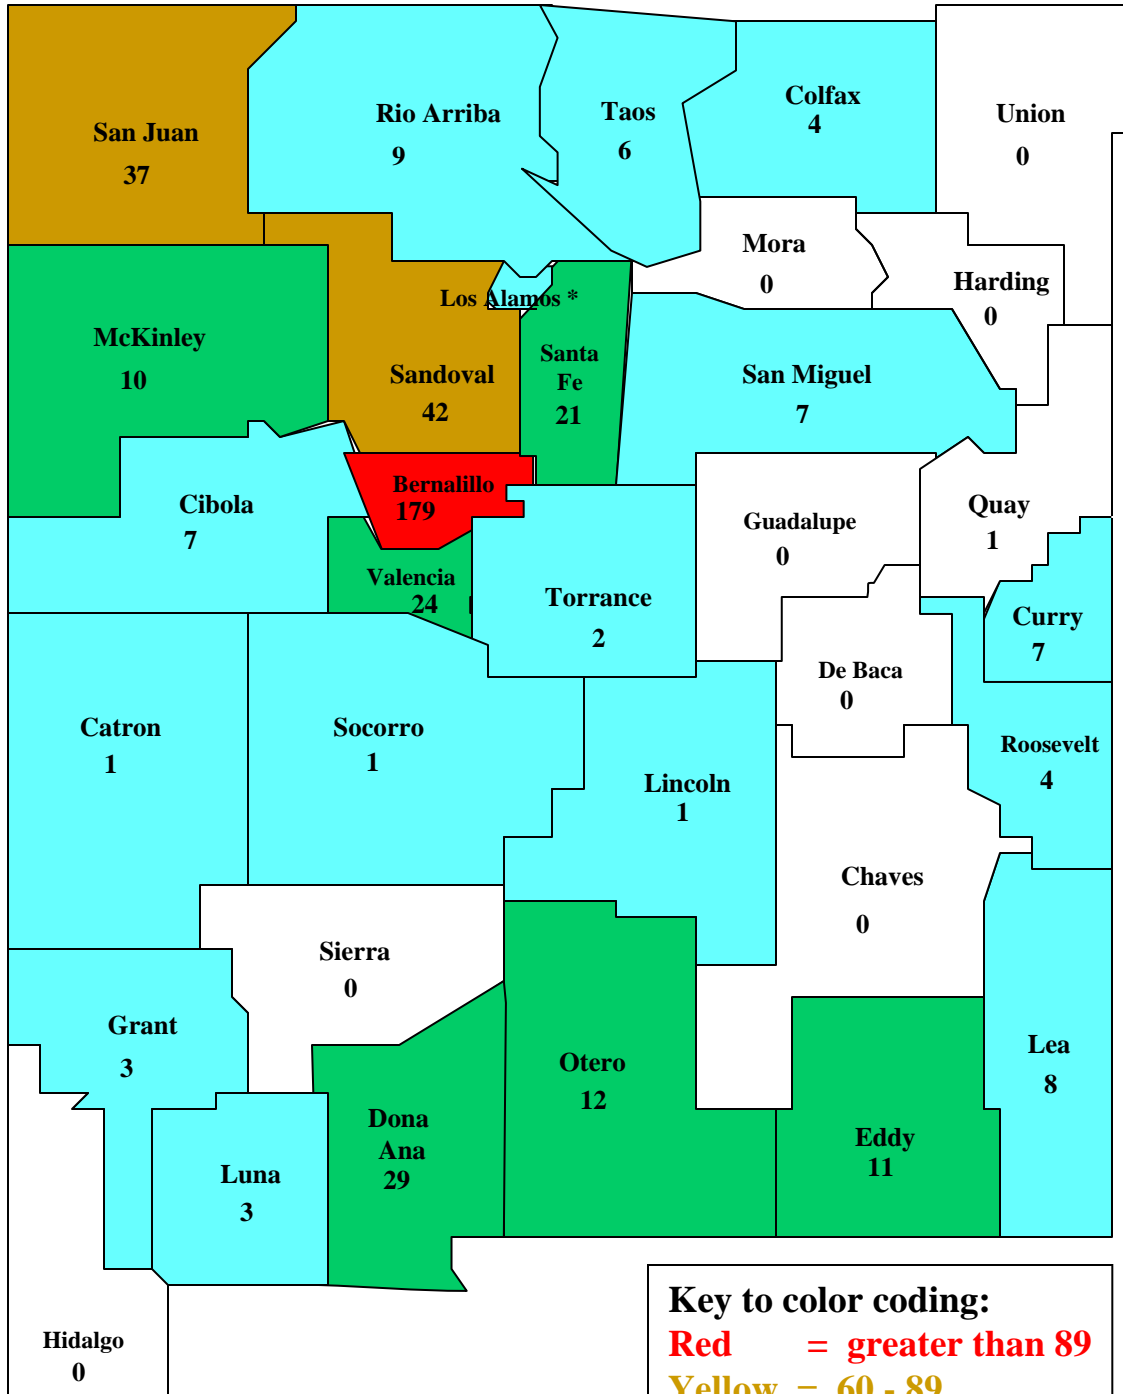 San Juan
37
Rio Arriba
9
Taos
6
Colfax
4
Union
0
Mora
0
Harding
0
Los Alamos *
McKinley
10
Sandoval
42
Santa
Fe
21
San Miguel
7
Cibola
7
Bernalillo
179
Guadalupe
0
Quay
1
Valencia
24
Torrance
2
Curry
7
De Baca
0
Catron
1
Socorro
1
Lincoln
1
Roosevelt
4
Chaves
0
Sierra
0
Grant
3
Otero
12
Lea
8
Dona
Ana
29
Eddy
11
Luna
3
Hidalgo
0
Key to color coding:
Red = greater than 89
Yellow = 60 - 89